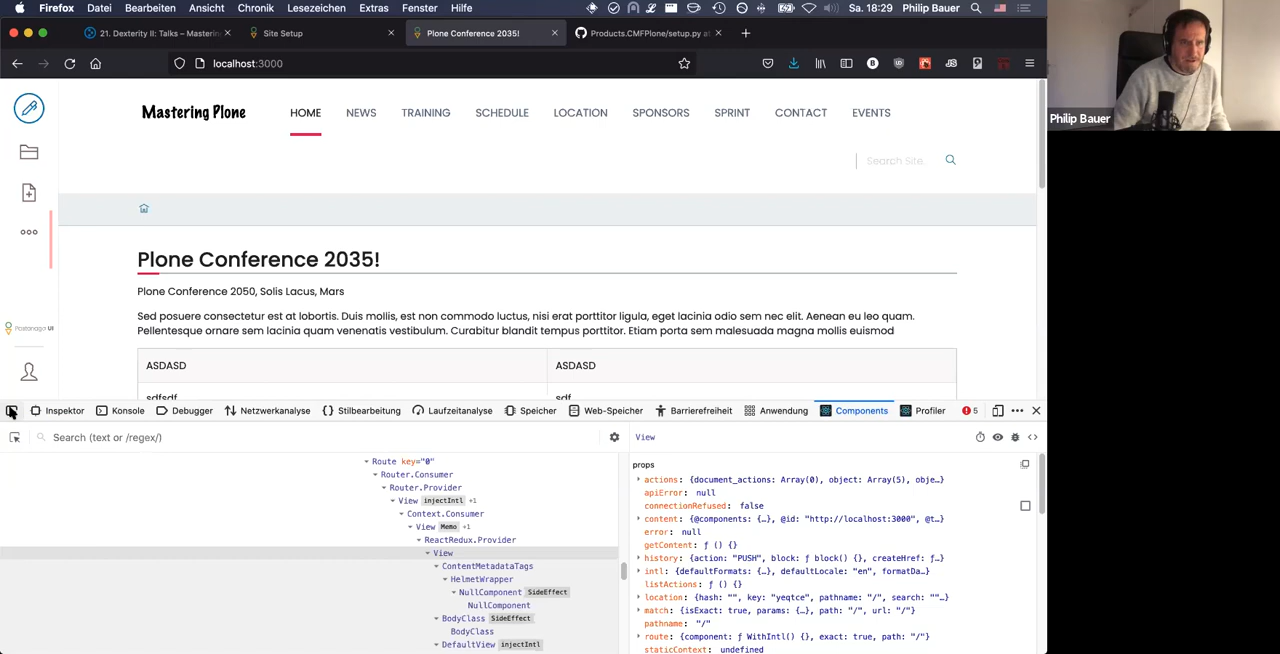 Firefox Datei Bearbeiten Ansicht Chronik Lesezeichen Extras Fenster Hilfe Sa. 18:29 Philip Bauer
21. Dexterity II: Talks – Masterin Site Setup Plone Conference 2035! Products.CMFPlone/setup.py at
localhost:3000
Mastering Plone HOME NEWS TRAINING SCHEDULE LOCATION SPONSORS SPRINT CONTACT EVENTS
Philip Bauer
Search Site
Plone Conference 2035!
Plone Conference 2050, Solis Lacus, Mars
Sed posuere consectetur est at lobortis. Duis mollis, est non commodo luctus, nisi erat porttitor ligula, eget lacinia odio sem nec elit. Aenean eu leo quam.
Pellentesque ornare sem lacinia quam venenatis vestibulum. Curabitur blandit tempus porttitor. Etiam porta sem malesuada magna mollis euismod
ASDASD ASDASD
sdfsdf sdf
Inspektor Konsole Debugger Netzwerkanalyse Stilbearbeitung Laufzeitanalyse Speicher Web-Speicher Barrierefreiheit Anwendung Components Profiler 5
Search (text or /regex/) View
Route key="0"
Router.Consumer
Router.Provider
View injectIntl +1
Context.Consumer
View Memo +1
ReactRedux.Provider
View
ContentMetadataTags
HelmetWrapper
NullComponent SideEffect
NullComponent
BodyClass SideEffect
BodyClass
DefaultView injectIntl
props
actions: {document_actions: Array(0), object: Array(5), obje…}
apiError: null
connectionRefused: false
content: {@components: {…}, @id: "http://localhost:3000", @t…}
error: null
getContent: ƒ () {}
history: {action: "PUSH", block: ƒ block() {}, createHref: ƒ…}
intl: {defaultFormats: {…}, defaultLocale: "en", formatDa…}
listActions: ƒ () {}
location: {hash: "", key: "yeqtce", pathname: "/", search: ""…}
match: {isExact: true, params: {…}, path: "/", url: "/"}
pathname: "/"
route: {component: ƒ WithIntl() {}, exact: true, path: "/"}
staticContext: undefined